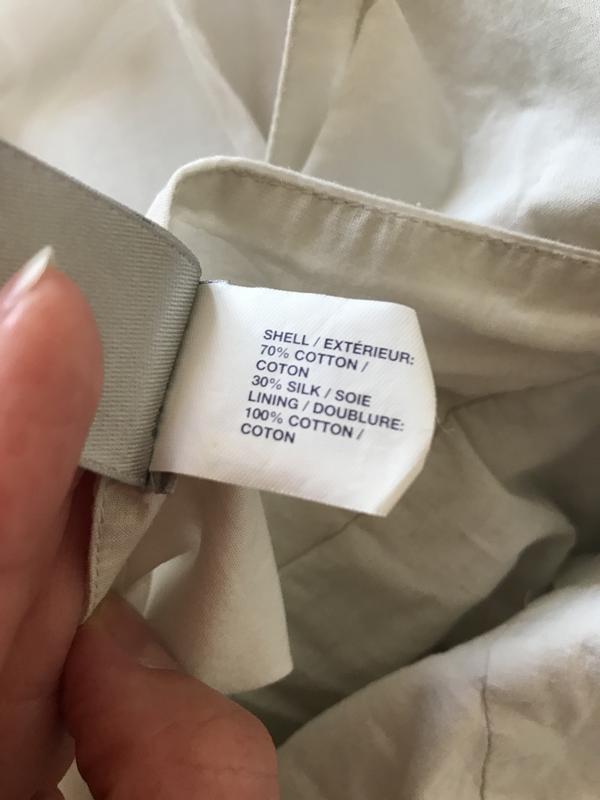 SHELL / EXTÉRIEUR:
70% COTTON /
COTON
30% SILK / SOIE
LINING / DOUBLURE:
100% COTTON /
COTON